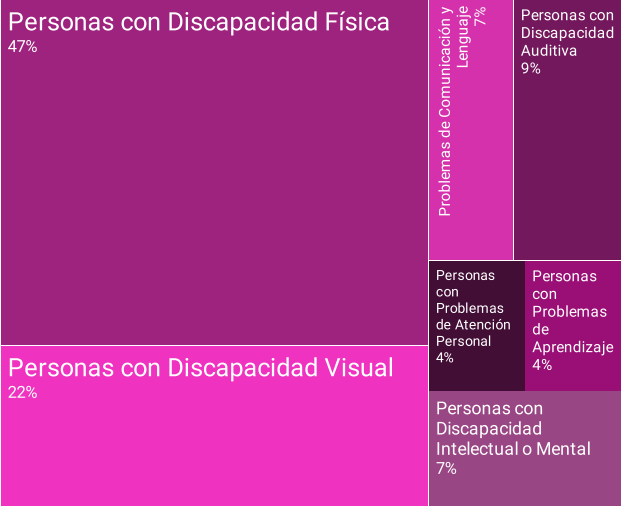 Personas con Discapacidad Física
47%
Personas con Discapacidad Visual
22%
Problemas de Comunicación y
Lenguaje
7%
Personas con
Discapacidad
Auditiva
9%
Personas
con
Problemas
de Atención
Personal
4%
Personas
con
Problemas
de
Aprendizaje
4%
Personas con
Discapacidad
Intelectual o Mental
7%